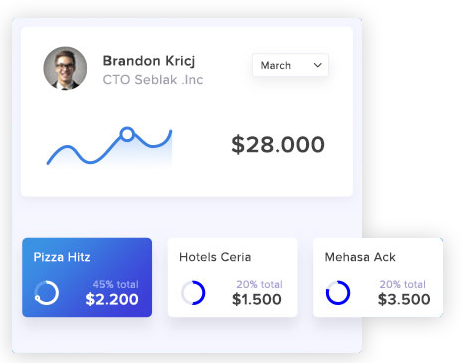 Brandon Kricj
CTO Seblak .Inc
March
$28.000
Pizza Hitz
45% total
$2.200
Hotels Ceria
20% total
$1.500
Mehasa Ack
20% total
$3.500